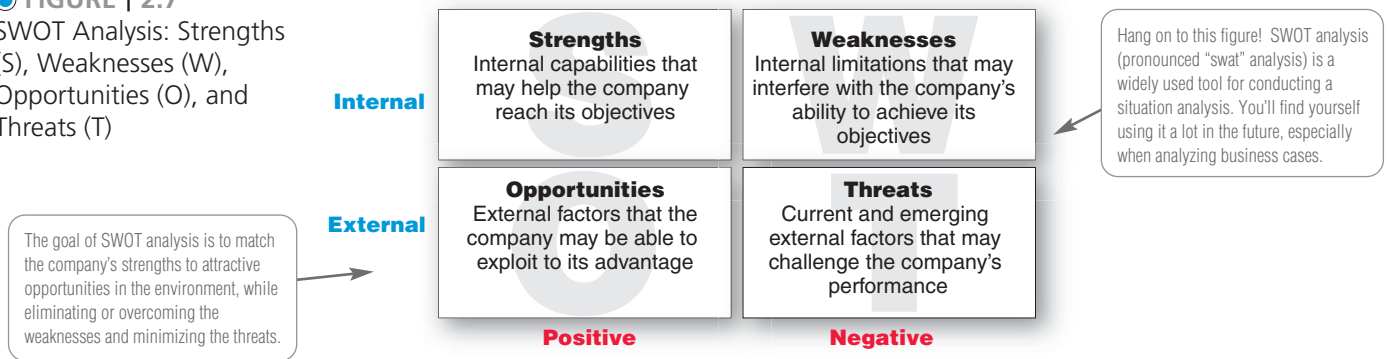 FIGURE | 2.7
SWOT Analysis: Strengths
(S), Weaknesses (W),
Opportunities (O), and
Threats (T)
Internal
Strengths
Internal capabilities that
may help the company
reach its objectives
Weaknesses
Internal limitations that may
interfere with the company’s
ability to achieve its
objectives
Hang on to this figure! SWOT analysis
(pronounced “swat” analysis) is a
widely used tool for conducting a
situation analysis. You’ll find yourself
using it a lot in the future, especially
when analyzing business cases.
The goal of SWOT analysis is to match
the company’s strengths to attractive
opportunities in the environment, while
eliminating or overcoming the
weaknesses and minimizing the threats.
External
Opportunities
External factors that the
company may be able to
exploit to its advantage
Threats
Current and emerging
external factors that may
challenge the company’s
performance
Positive
Negative
S
W
O
T